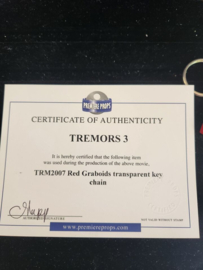 PREMIERE PROPS
CERTIFICATE OF AUTHENTICITY
TREMORS 3
It is hereby certified that the following item
was used during the production of the above movie.
TRM2007 Red Graboids transparent key
chain
www.premiereprops.com